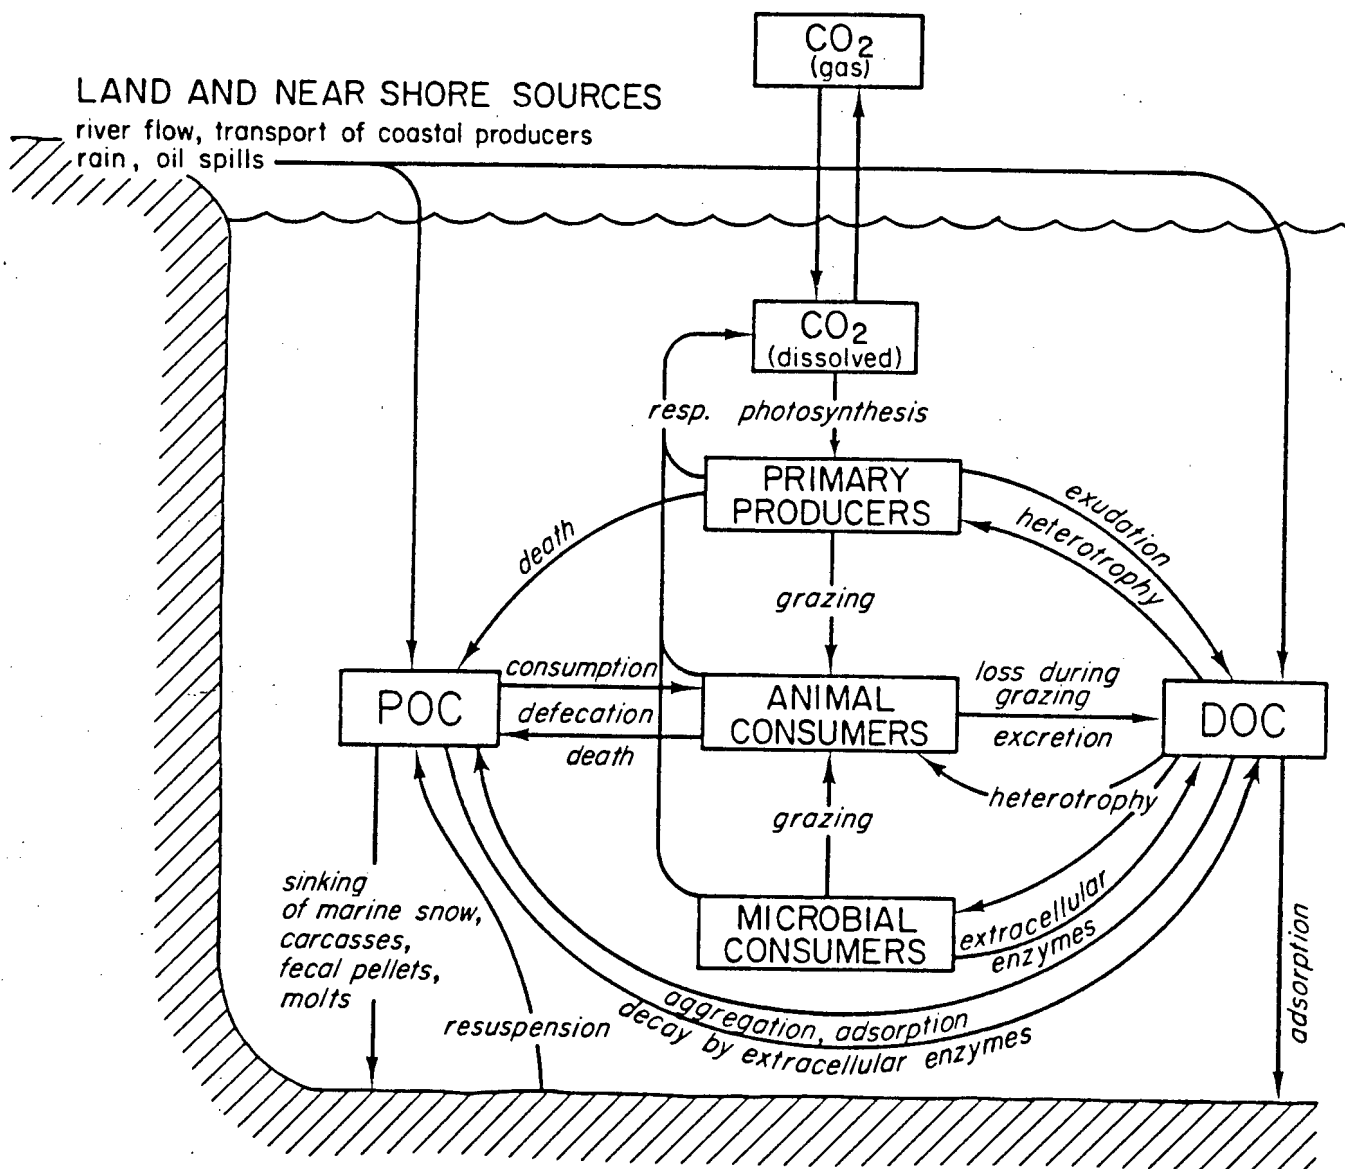 CO2
(gas)
LAND AND NEAR SHORE SOURCES
river flow, transport of coastal producers
rain, oil spills
CO2
(dissolved)
resp.
photosynthesis
PRIMARY
PRODUCERS
exudation
heterotrophy
death
grazing
consumption
POC
defecation
death
ANIMAL
CONSUMERS
loss during
grazing
excretion
DOC
heterotrophy
grazing
MICROBIAL
CONSUMERS
extracellular
enzymes
sinking
of marine snow,
carcasses,
fecal pellets,
molts
resuspension
aggregation, adsorption
decay by extracellular enzymes
adsorption